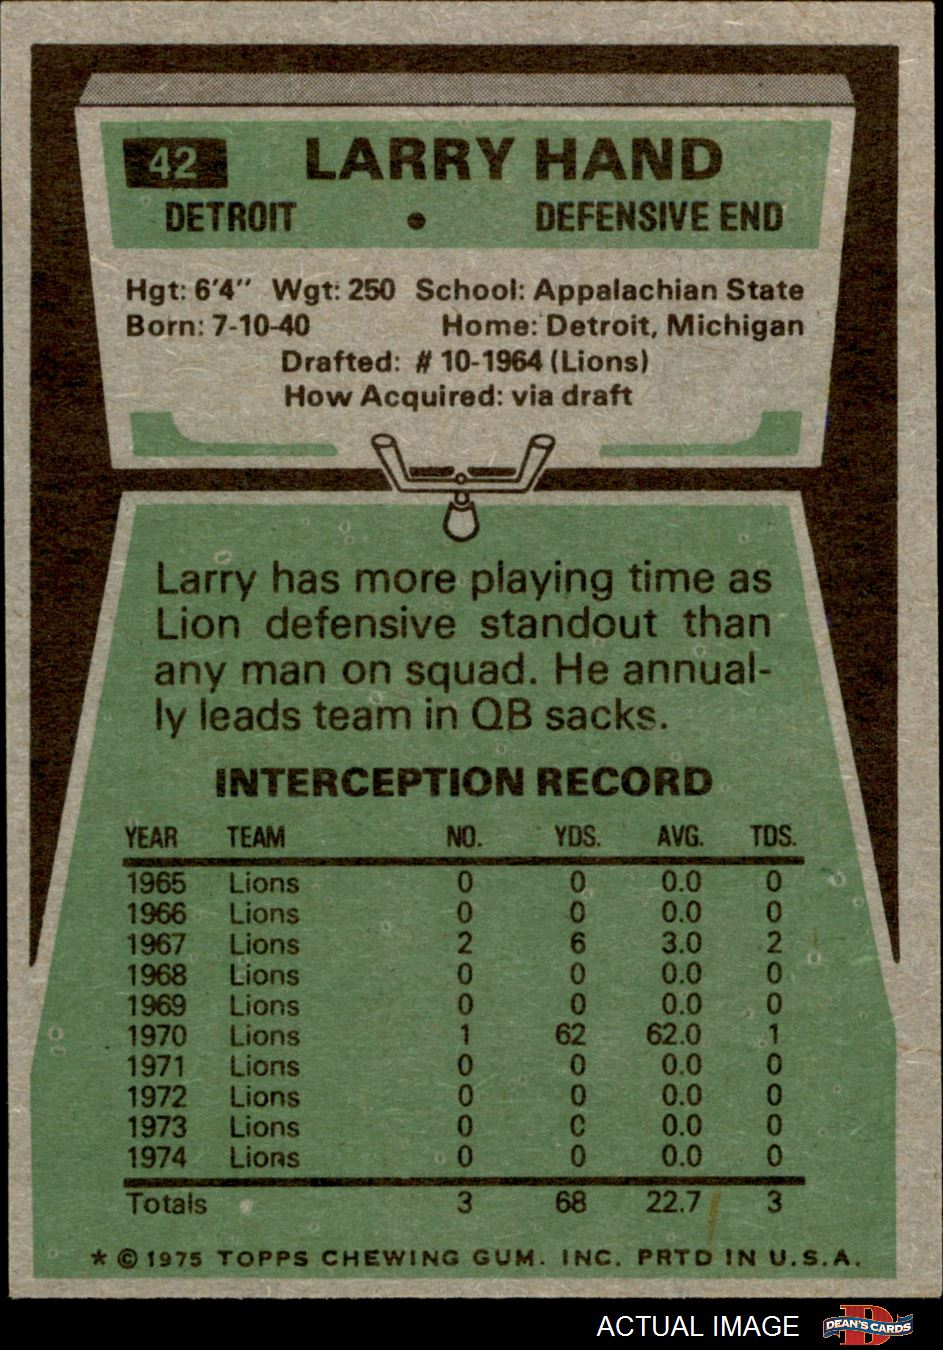 42 LARRY HAND
DETROIT • DEFENSIVE END
Hgt: 6'4" Wgt: 250 School: Appalachian State
Born: 7-10-40 Home: Detroit, Michigan
Drafted: # 10-1964 (Lions)
How Acquired: via draft
Larry has more playing time as
Lion defensive standout than
any man on squad. He annual-
ly leads team in QB sacks.
INTERCEPTION RECORD
YEAR TEAM NO. YDS. AVG. TDS.
1965 Lions 0 0 0.0 0
1966 Lions 0 0 0.0 0
1967 Lions 2 6 3.0 2
1968 Lions 0 0 0.0 0
1969 Lions 0 0 0.0 0
1970 Lions 1 62 62.0 1
1971 Lions 0 0 0.0 0
1972 Lions 0 0 0.0 0
1973 Lions 0 0 0.0 0
1974 Lions 0 0 0.0 0
Totals 3 68 22.7 3
* © 1975 TOPPS CHEWING GUM. INC. PRTD IN U.S.A.
ACTUAL IMAGE D DEAN'S CARDS